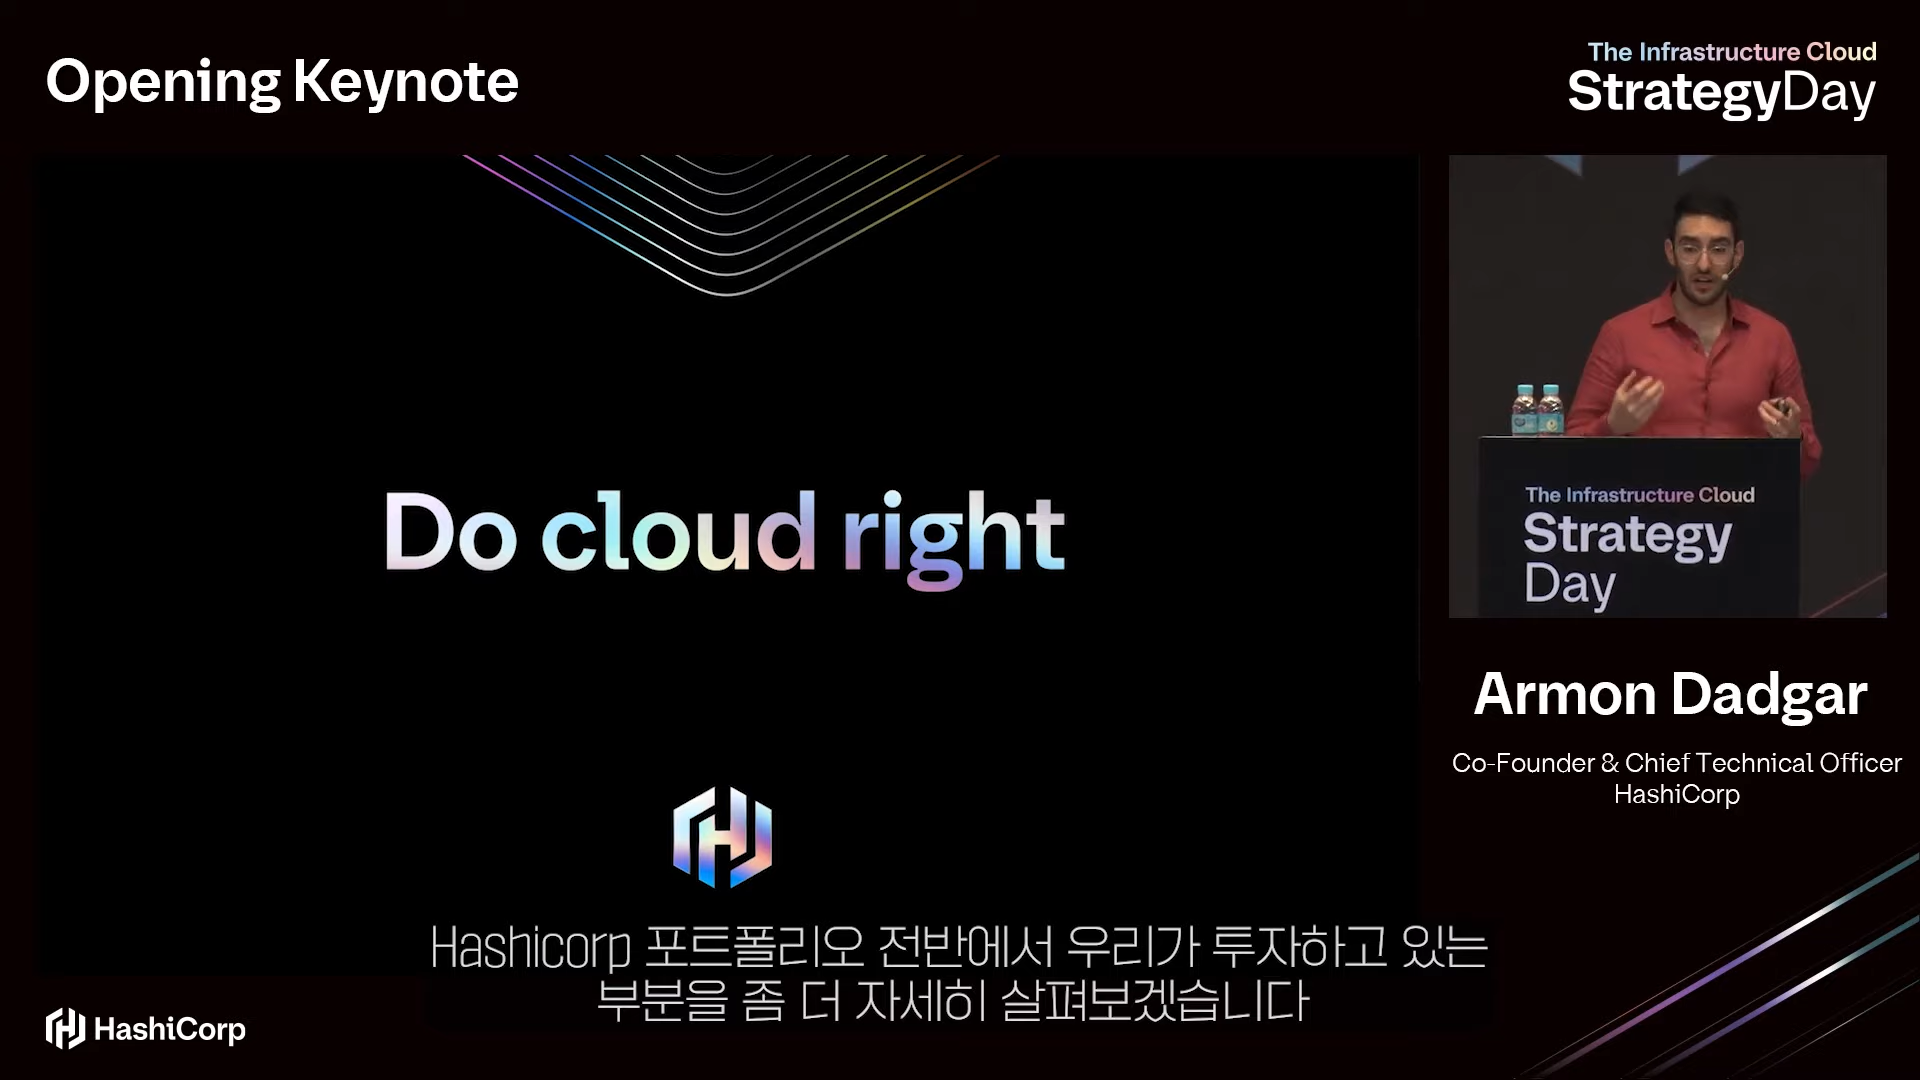 Opening Keynote
The Infrastructure Cloud
StrategyDay
Do cloud right
The Infrastructure Cloud
Strategy
Day
Armon Dadgar
Co-Founder & Chief Technical Officer
HashiCorp
Hashicorp 포트폴리오 전반에서 우리가 투자하고 있는
부분을 좀 더 자세히 살펴보겠습니다
HashiCorp